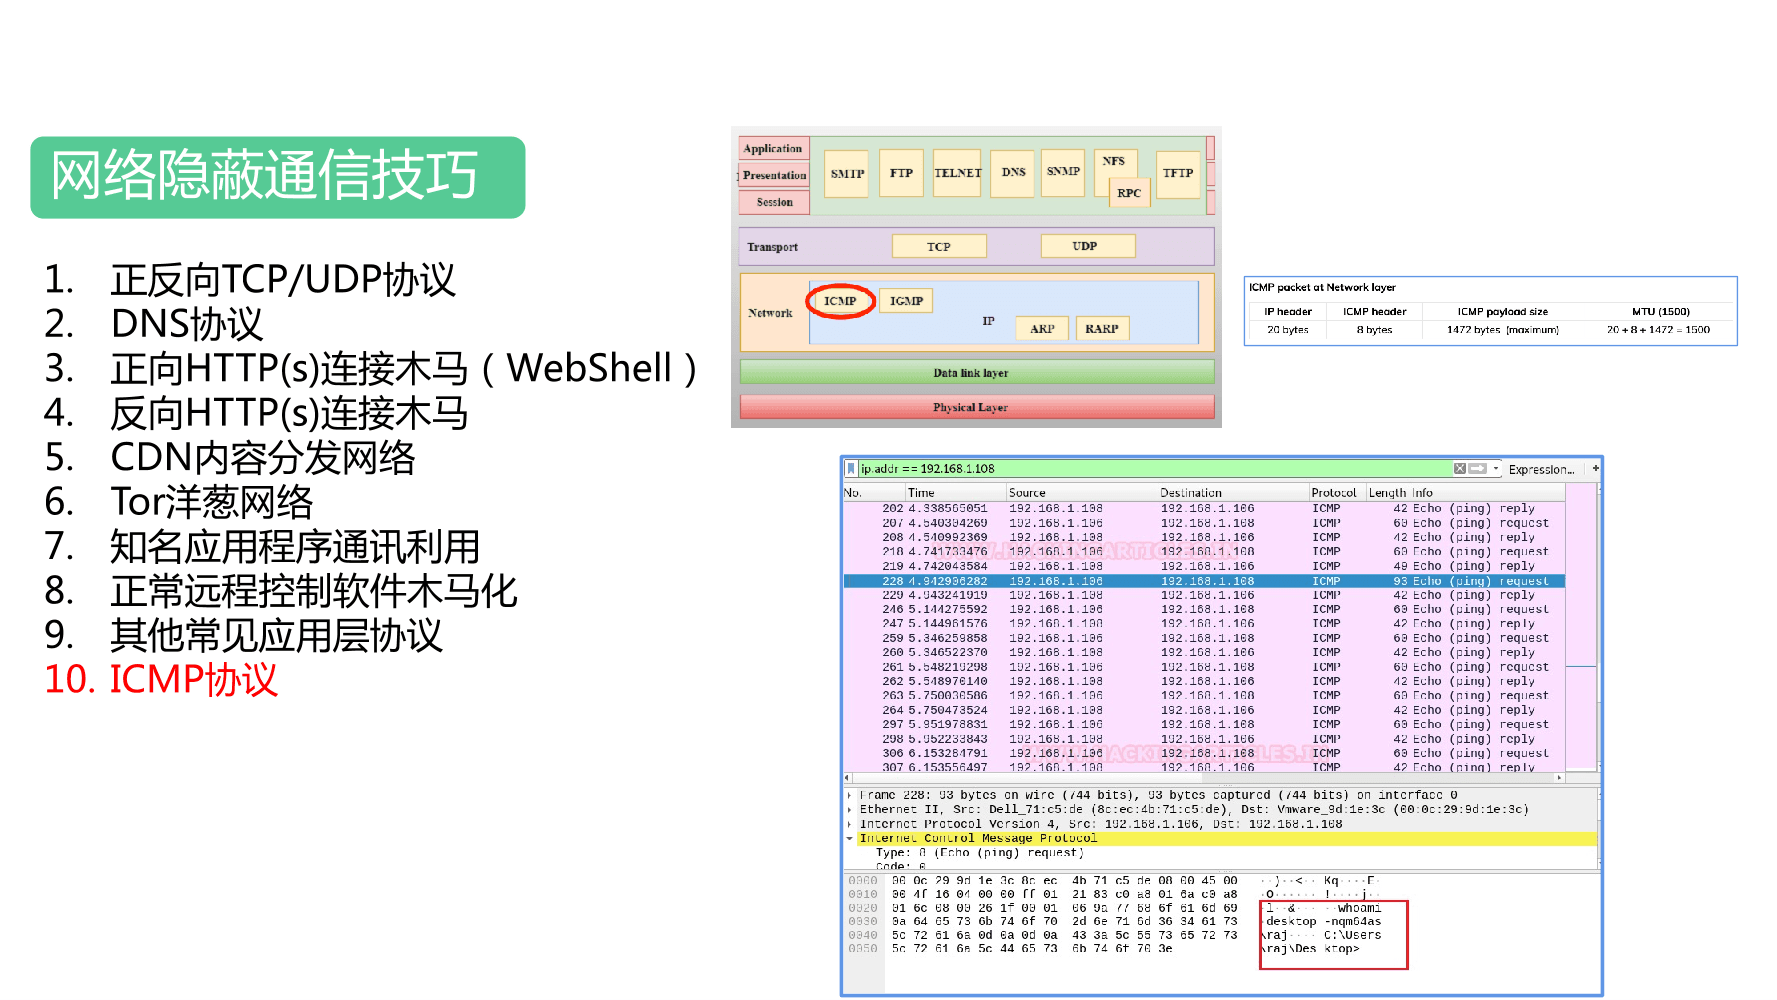 网络隐蔽通信技巧
1. 正反向TCP/UDP协议
2. DNS协议
3. 正向HTTP(s)连接木马（WebShell）
4. 反向HTTP(s)连接木马
5. CDN内容分发网络
6. Tor洋葱网络
7. 知名应用程序通讯利用
8. 正常远程控制软件木马化
9. 其他常见应用层协议
10. ICMP协议
Application
Presentation
Session
SMTP FTP TELNET DNS SNMP NFS RPC TFTP
Transport TCP UDP
Network ICMP IGMP IP ARP RARP
Data link layer
Physical Layer
ICMP packet at Network layer
IP header ICMP header ICMP payload size MTU (1500)
20 bytes 8 bytes 1472 bytes (maximum) 20 + 8 + 1472 = 1500
ip.addr == 192.168.1.108 Expression... +
No. Time Source Destination Protocol Length Info
202 4.338565051 192.168.1.108 192.168.1.106 ICMP 42 Echo (ping) reply
207 4.540304269 192.168.1.106 192.168.1.108 ICMP 60 Echo (ping) request
208 4.540992369 192.168.1.108 192.168.1.106 ICMP 42 Echo (ping) reply
218 4.741733476 192.168.1.106 192.168.1.108 ICMP 60 Echo (ping) request
219 4.742043584 192.168.1.108 192.168.1.106 ICMP 49 Echo (ping) reply
228 4.942906282 192.168.1.106 192.168.1.108 ICMP 93 Echo (ping) request
229 4.943241919 192.168.1.108 192.168.1.106 ICMP 42 Echo (ping) reply
246 5.144275592 192.168.1.106 192.168.1.108 ICMP 60 Echo (ping) request
247 5.144961576 192.168.1.108 192.168.1.106 ICMP 42 Echo (ping) reply
259 5.346259858 192.168.1.106 192.168.1.108 ICMP 60 Echo (ping) request
260 5.346522370 192.168.1.108 192.168.1.106 ICMP 42 Echo (ping) reply
261 5.548219298 192.168.1.106 192.168.1.108 ICMP 60 Echo (ping) request
262 5.548970140 192.168.1.108 192.168.1.106 ICMP 42 Echo (ping) reply
263 5.750030586 192.168.1.106 192.168.1.108 ICMP 60 Echo (ping) request
264 5.750473524 192.168.1.108 192.168.1.106 ICMP 42 Echo (ping) reply
297 5.951978831 192.168.1.106 192.168.1.108 ICMP 60 Echo (ping) request
298 5.952233843 192.168.1.108 192.168.1.106 ICMP 42 Echo (ping) reply
306 6.153284791 192.168.1.106 192.168.1.108 ICMP 60 Echo (ping) request
307 6.153556497 192.168.1.108 192.168.1.106 ICMP 42 Echo (ping) reply
Frame 228: 93 bytes on wire (744 bits), 93 bytes captured (744 bits) on interface 0
Ethernet II, Src: Dell_71:c5:de (8c:ec:4b:71:c5:de), Dst: Vmware_9d:1e:3c (00:0c:29:9d:1e:3c)
Internet Protocol Version 4, Src: 192.168.1.106, Dst: 192.168.1.108
Internet Control Message Protocol
Type: 8 (Echo (ping) request)
Code: 0
0000 00 0c 29 9d 1e 3c 8c ec 4b 71 c5 de 08 00 45 00 ··)··<·· Kq····E·
0010 00 4f 16 04 00 00 ff 01 21 83 c0 a8 01 6a c0 a8 ·O······ !····j··
0020 01 6c 08 00 26 1f 00 01 06 9a 77 68 6f 61 6d 69 ·l··&··· ··whoami
0030 0a 64 65 73 6b 74 6f 70 2d 6e 71 6d 36 34 61 73 ·desktop -nqm64as
0040 5c 72 61 6a 0d 0a 0d 0a 43 3a 5c 55 73 65 72 73 \raj···· C:\Users
0050 5c 72 61 6a 5c 44 65 73 6b 74 6f 70 3e \raj\Des ktop>